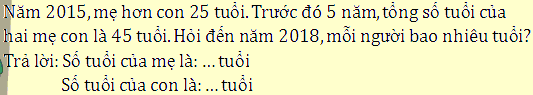 Năm 2015, mẹ hơn con 25 tuổi. Trước đó 5 năm, tổng số tuổi của
hai mẹ con là 45 tuổi. Hỏi đến năm 2018, mỗi người bao nhiêu tuổi?
Trả lời: Số tuổi của mẹ là: ... tuổi
Số tuổi của con là: ... tuổi